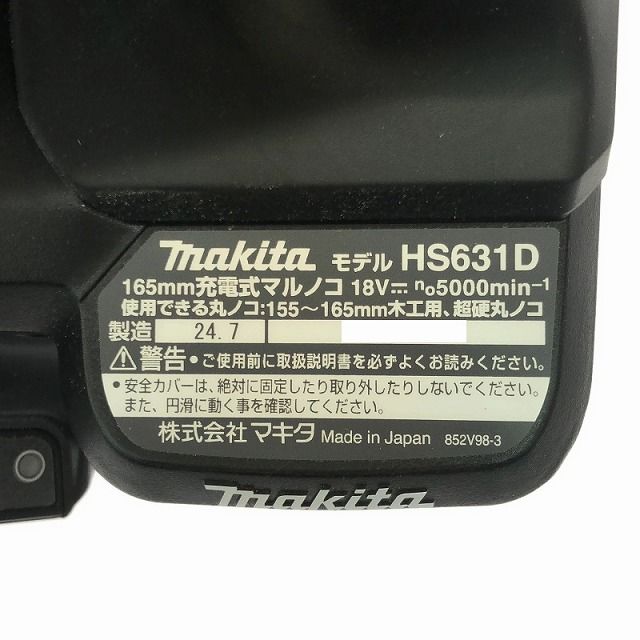 makita モデル HS631D
165mm充電式マルノコ 18V⎓ n₀5000min⁻¹
使用できる丸ノコ:155～165mm木工用、超硬丸ノコ
製造 24.7
⚠警告 • ご使用前に取扱説明書を必ずよくお読みください。
• 安全カバーは、絶対に固定したり取り外したりしないでください。
また、円滑に動く事を確認してください。
株式会社 マキタ Made in Japan 852V98-3
makita